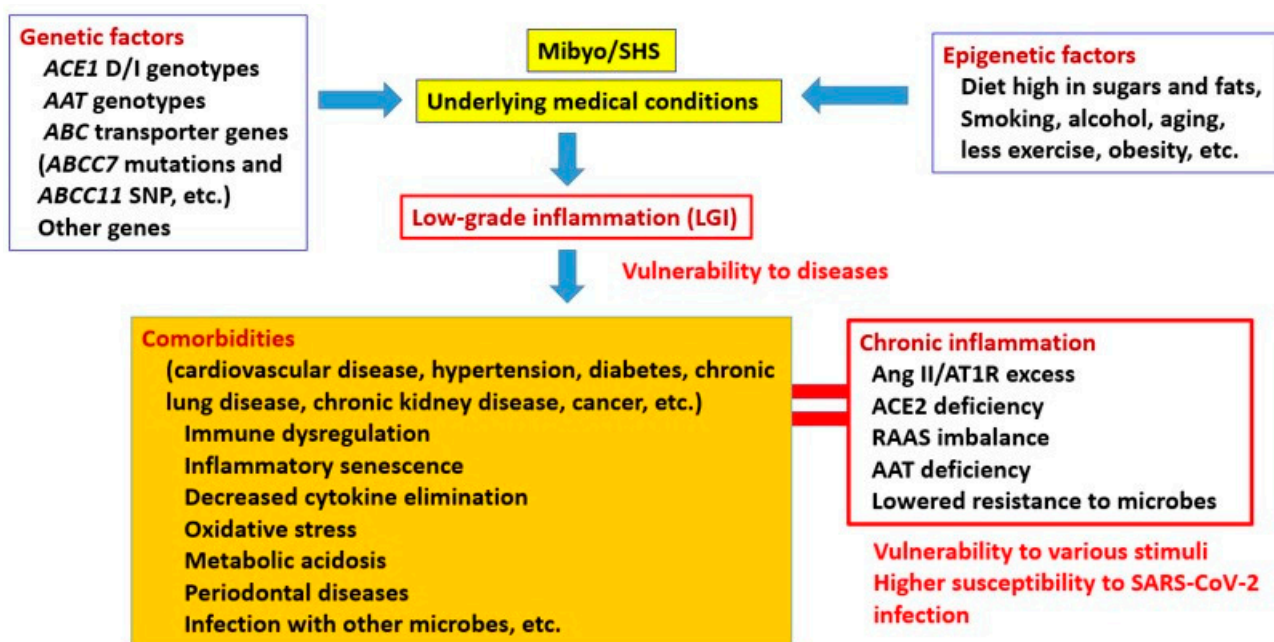 Genetic factors
ACE1 D/I genotypes
AAT genotypes
ABC transporter genes
(ABCC7 mutations and
ABCC11 SNP, etc.)
Other genes
Mibyo/SHS
Underlying medical conditions
Epigenetic factors
Diet high in sugars and fats,
Smoking, alcohol, aging,
less exercise, obesity, etc.
Low-grade inflammation (LGI)
Vulnerability to diseases
Comorbidities
(cardiovascular disease, hypertension, diabetes, chronic
lung disease, chronic kidney disease, cancer, etc.)
Immune dysregulation
Inflammatory senescence
Decreased cytokine elimination
Oxidative stress
Metabolic acidosis
Periodontal diseases
Infection with other microbes, etc.
Chronic inflammation
Ang II/AT1R excess
ACE2 deficiency
RAAS imbalance
AAT deficiency
Lowered resistance to microbes
Vulnerability to various stimuli
Higher susceptibility to SARS-CoV-2
infection